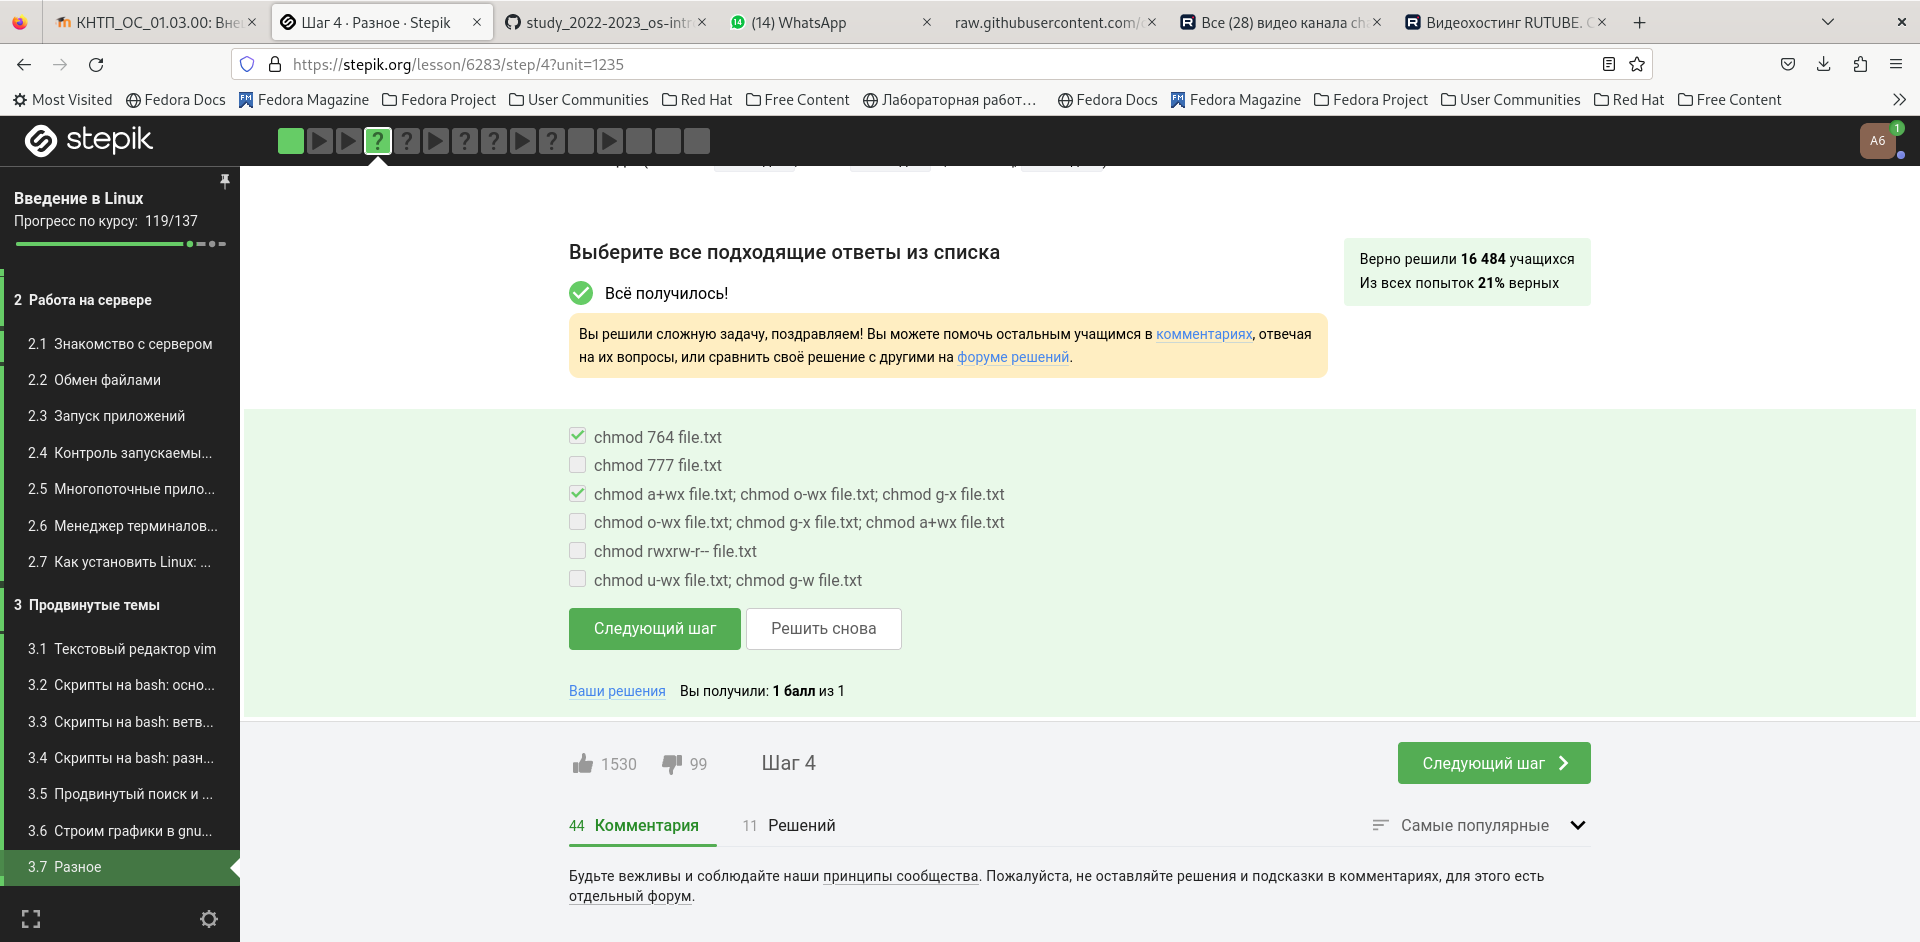 КНТП_ОС_01.03.00: Вне
Шаг 4 · Разное · Stepik
study_2022-2023_os-intr
14 (14) WhatsApp
raw.githubusercontent.com/
Все (28) видео канала
Видеохостинг RUTUBE.
https://stepik.org/lesson/6283/step/4?unit=1235
Most Visited Fedora Docs Fedora Magazine Fedora Project User Communities Red Hat Free Content Лабораторная работ… Fedora Docs Fedora Magazine Fedora Project User Communities Red Hat Free Content
stepik
А6
1
Введение в Linux
Прогресс по курсу: 119/137
2 Работа на сервере
2.1 Знакомство с сервером
2.2 Обмен файлами
2.3 Запуск приложений
2.4 Контроль запускаемы...
2.5 Многопоточные прило...
2.6 Менеджер терминалов...
2.7 Как установить Linux: ...
3 Продвинутые темы
3.1 Текстовый редактор vim
3.2 Скрипты на bash: осно...
3.3 Скрипты на bash: ветв...
3.4 Скрипты на bash: разн...
3.5 Продвинутый поиск и ...
3.6 Строим графики в gnu...
3.7 Разное
Выберите все подходящие ответы из списка
Всё получилось!
Вы решили сложную задачу, поздравляем! Вы можете помочь остальным учащимся в комментариях, отвечая
на их вопросы, или сравнить своё решение с другими на форуме решений.
Верно решили 16 484 учащихся
Из всех попыток 21% верных
chmod 764 file.txt
chmod 777 file.txt
chmod a+wx file.txt; chmod o-wx file.txt; chmod g-x file.txt
chmod o-wx file.txt; chmod g-x file.txt; chmod a+wx file.txt
chmod rwxrw-r-- file.txt
chmod u-wx file.txt; chmod g-w file.txt
Следующий шаг
Решить снова
Ваши решения Вы получили: 1 балл из 1
1530 99 Шаг 4
Следующий шаг
44 Комментария 11 Решений
Самые популярные
Будьте вежливы и соблюдайте наши принципы сообщества. Пожалуйста, не оставляйте решения и подсказки в комментариях, для этого есть
отдельный форум.